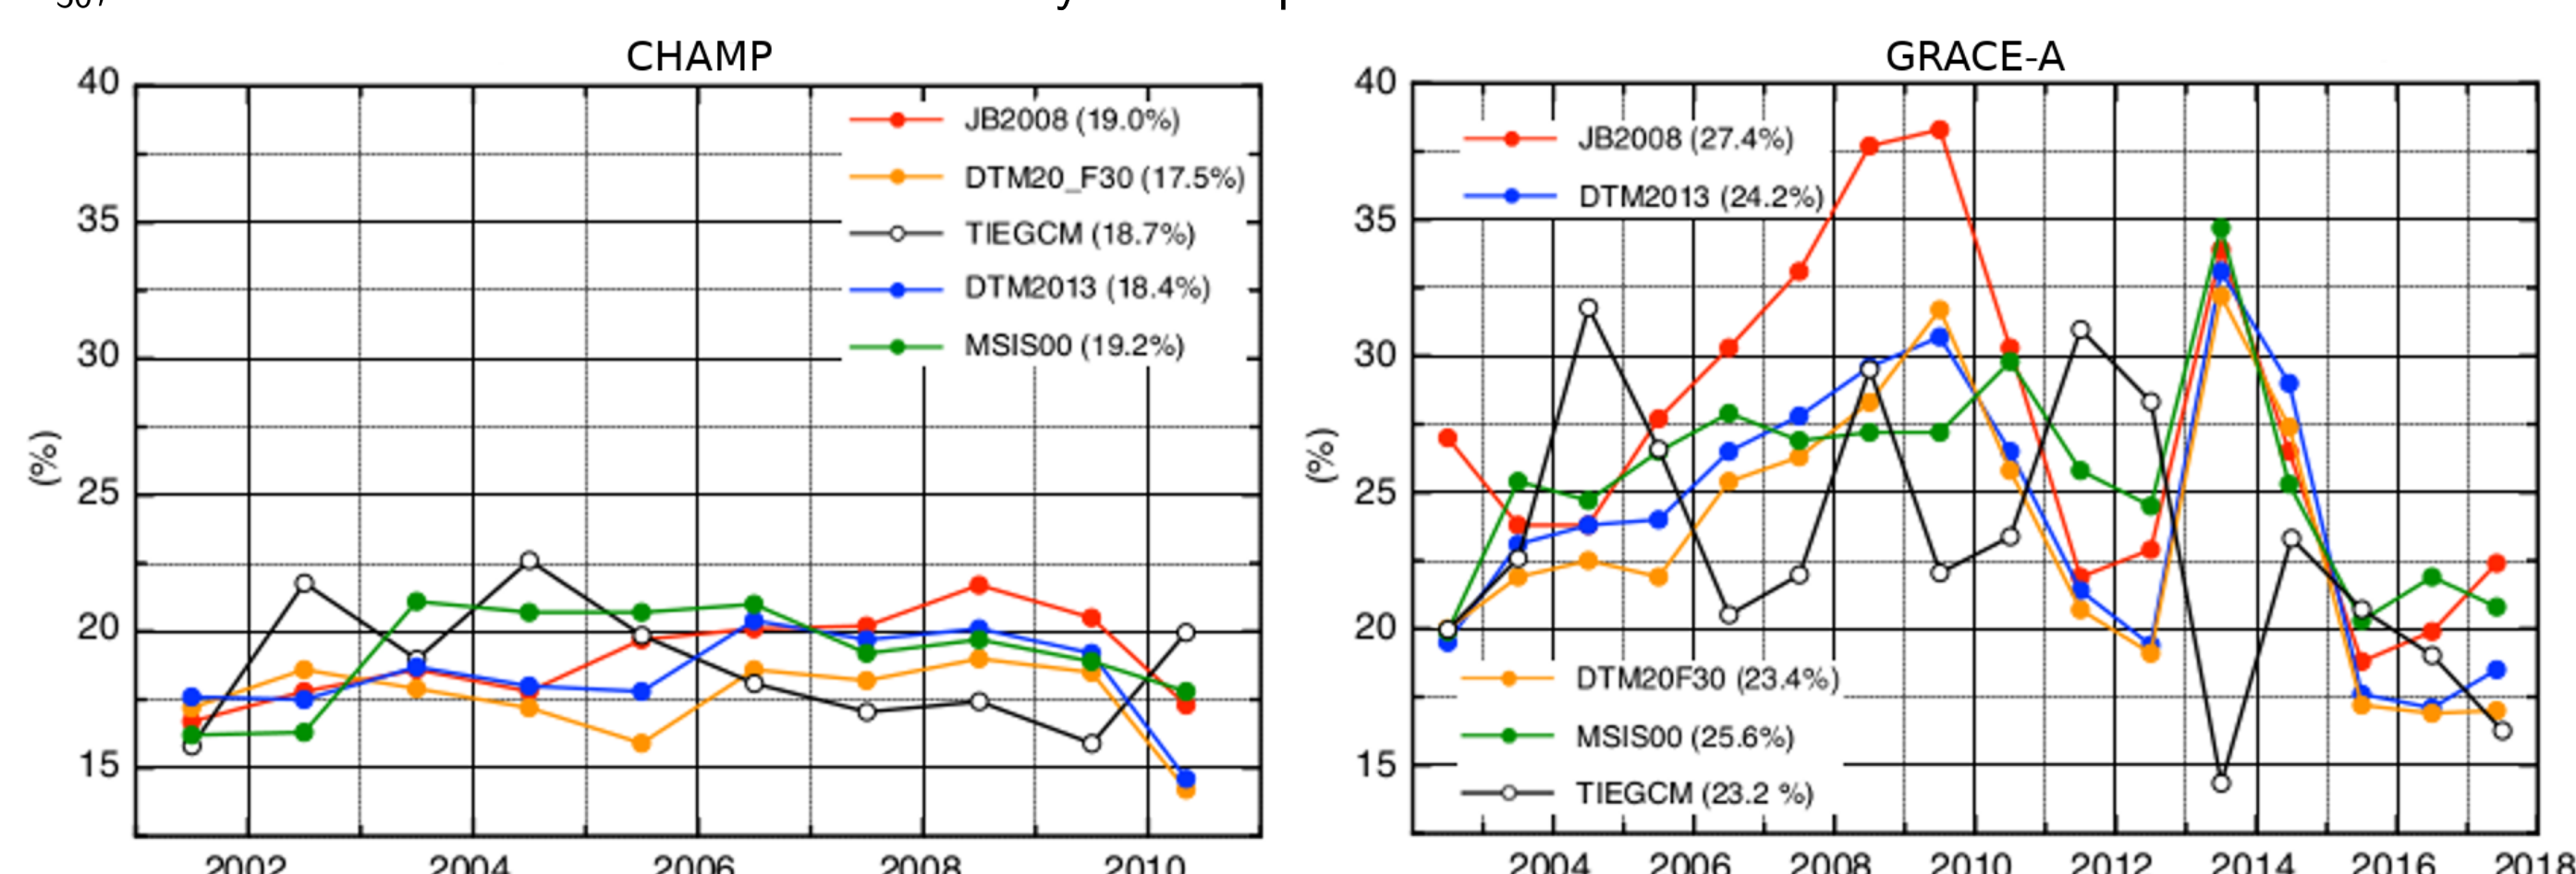 CHAMP
40
35
30
25
20
15
(%)
JB2008 (19.0%)
DTM20_F30 (17.5%)
TIEGCM (18.7%)
DTM2013 (18.4%)
MSIS00 (19.2%)
2002 2004 2006 2008 2010
GRACE-A
40
35
30
25
20
15
(%)
JB2008 (27.4%)
DTM2013 (24.2%)
DTM20F30 (23.4%)
MSIS00 (25.6%)
TIEGCM (23.2 %)
2004 2006 2008 2010 2012 2014 2016 2018